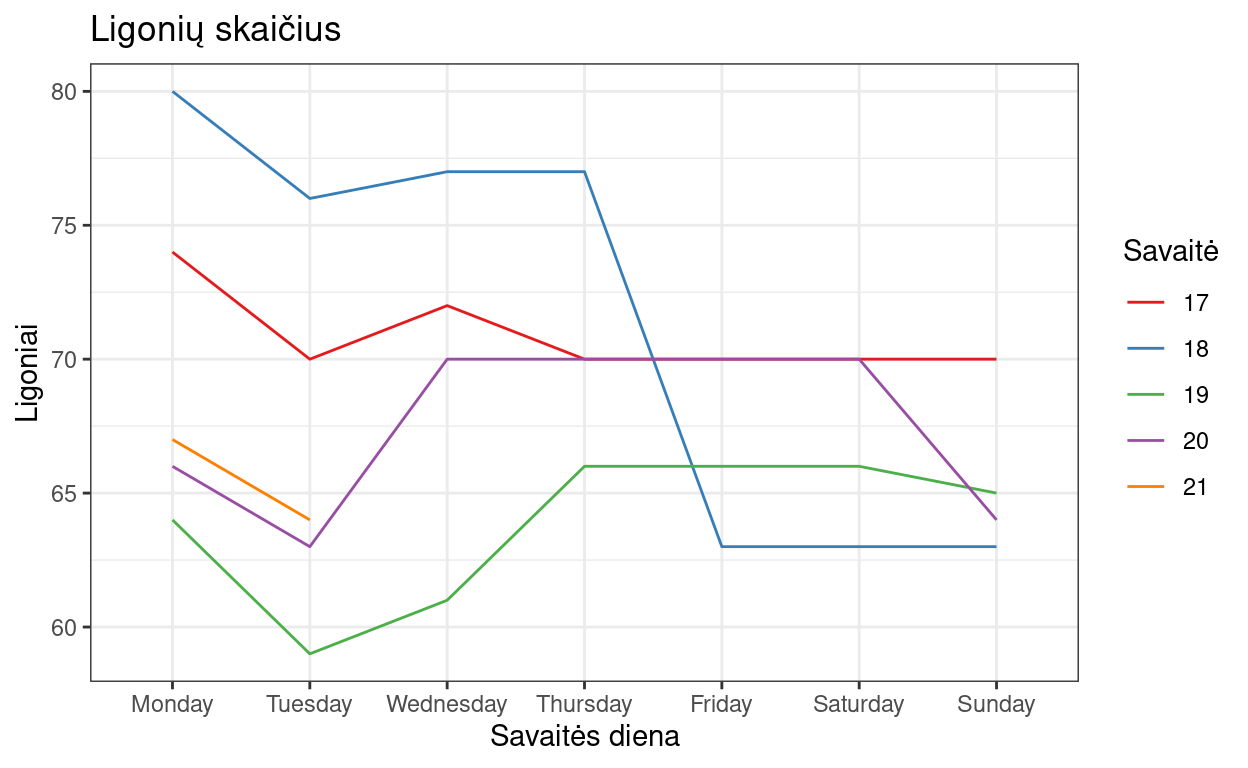 Ligonių skaičius
80
75
70
65
60
Ligoniai
Monday Tuesday Wednesday Thursday Friday Saturday Sunday
Savaitės diena
Savaitė
17
18
19
20
21